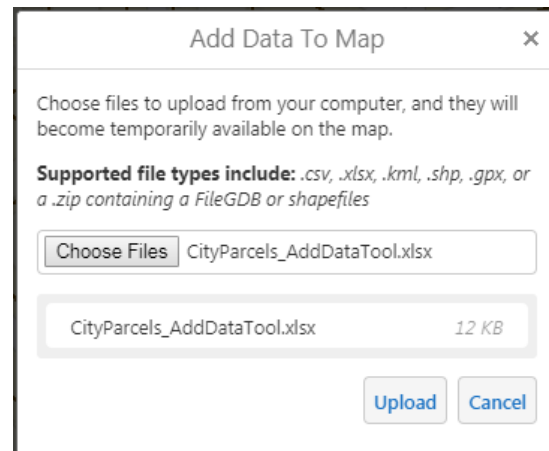 Add Data To Map ×
Choose files to upload from your computer, and they will
become temporarily available on the map.
Supported file types include: .csv, .xlsx, .kml, .shp, .gpx, or
a .zip containing a FileGDB or shapefiles
Choose Files CityParcels_AddDataTool.xlsx
CityParcels_AddDataTool.xlsx 12 KB
Upload Cancel